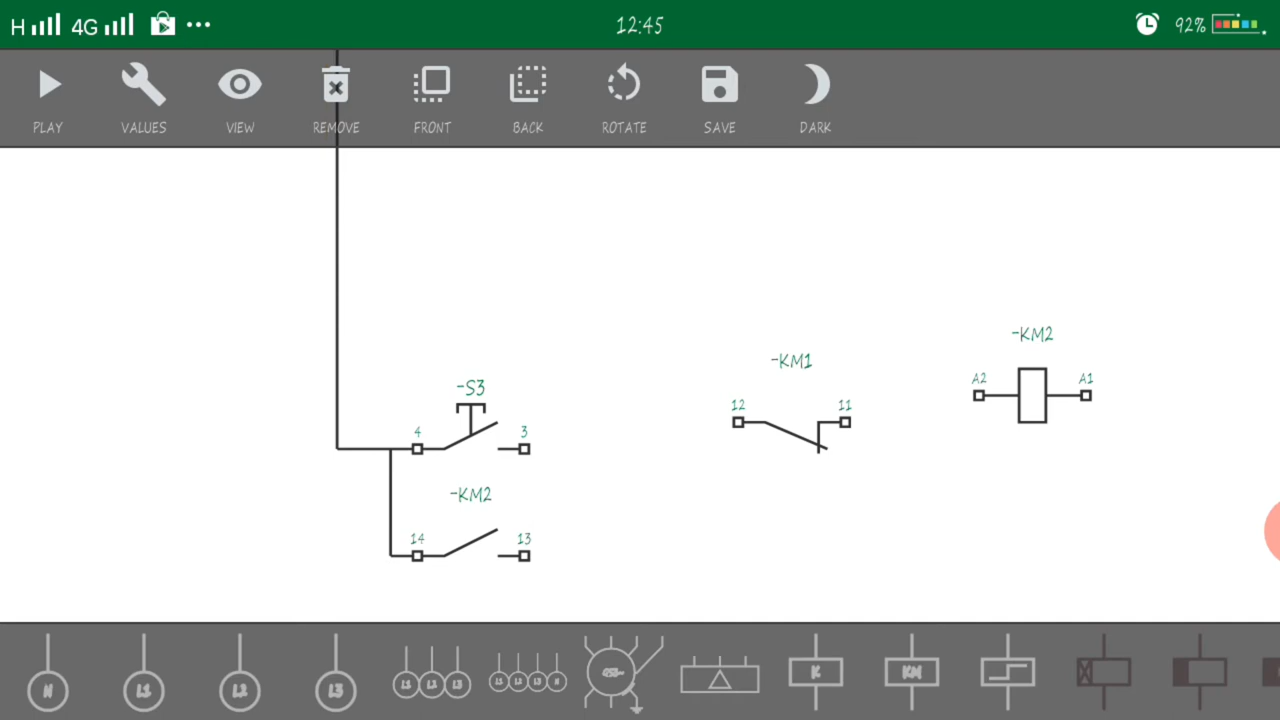 H 4G 12:45 92%
PLAY VALUES VIEW REMOVE FRONT BACK ROTATE SAVE DARK
-KM2
-KM1
A2 A1
-S3
12 11
4 3
-KM2
14 13
N L1 L2 L3 L1 L2 L3 L1 L2 L3 N K KM